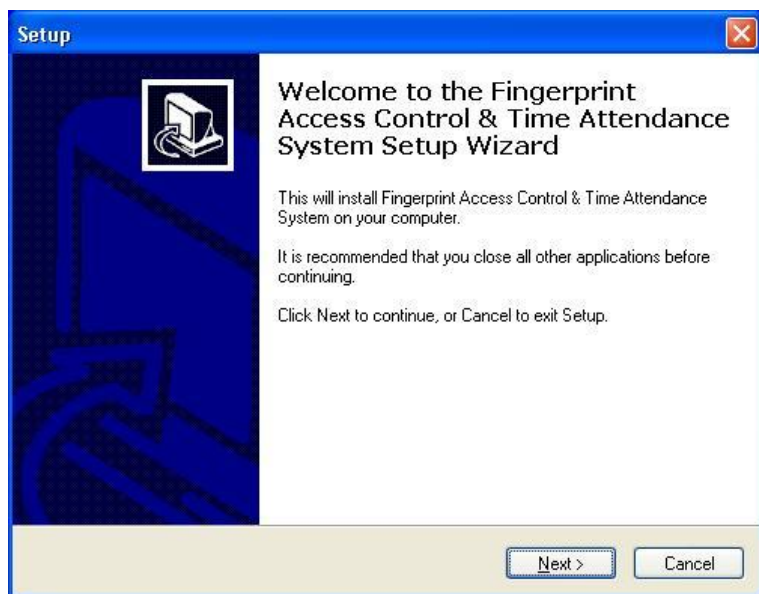 Setup
Welcome to the Fingerprint
Access Control & Time Attendance
System Setup Wizard
This will install Fingerprint Access Control & Time Attendance
System on your computer.
It is recommended that you close all other applications before
continuing.
Click Next to continue, or Cancel to exit Setup.
Next >
Cancel